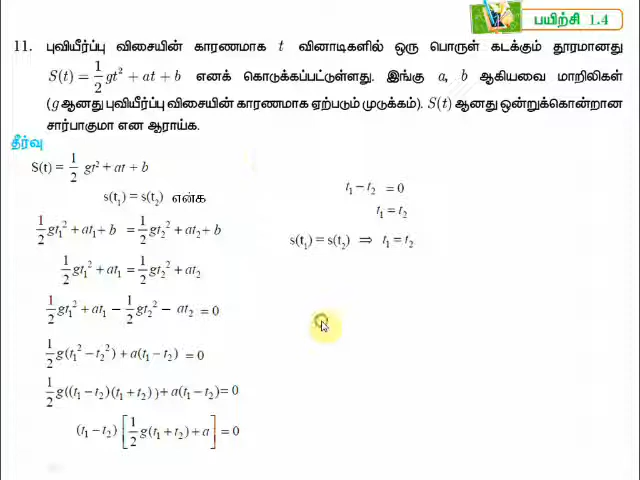 பயிற்சி 1.4
11. புவியீர்ப்பு விசையின் காரணமாக t வினாடிகளில் ஒரு பொருள் கடக்கும் தூரமானது
S(t) = 1/2 gt² + at + b எனக் கொடுக்கப்பட்டுள்ளது. இங்கு a, b ஆகியவை மாறிலிகள்
(g ஆனது புவியீர்ப்பு விசையின் காரணமாக ஏற்படும் முடுக்கம்). S(t) ஆனது ஒன்றுக்கொன்றான
சார்பாகுமா என ஆராய்க.
தீர்வு
S(t) = 1/2 gt² + at + b
s(t₁) = s(t₂) என்க
1/2 gt₁² + at₁ + b = 1/2 gt₂² + at₂ + b
1/2 gt₁² + at₁ = 1/2 gt₂² + at₂
1/2 gt₁² + at₁ − 1/2 gt₂² − at₂ = 0
1/2 g(t₁² − t₂²) + a(t₁ − t₂) = 0
1/2 g((t₁ − t₂)(t₁ + t₂)) + a(t₁ − t₂) = 0
(t₁ − t₂) [1/2 g(t₁ + t₂) + a] = 0
t₁ − t₂ = 0
t₁ = t₂
s(t₁) = s(t₂) ⇒ t₁ = t₂